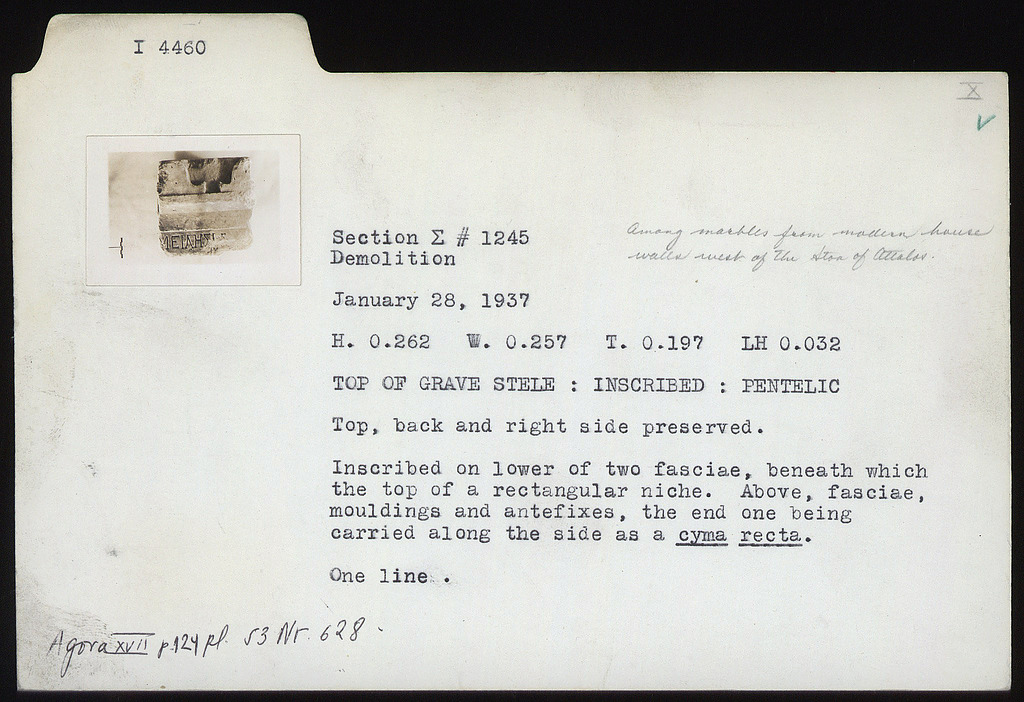 I 4460
X
Section Σ # 1245
Demolition
Among marbles from modern house
walls west of the Stoa of Attalos.
January 28, 1937
H. 0.262 W. 0.257 T. 0.197 LH 0.032
TOP OF GRAVE STELE : INSCRIBED : PENTELIC
Top, back and right side preserved.
Inscribed on lower of two fasciae, beneath which
the top of a rectangular niche. Above, fasciae,
mouldings and antefixes, the end one being
carried along the side as a cyma recta.
One line .
Agora XVII p.124 pl. 53 Nr. 628.